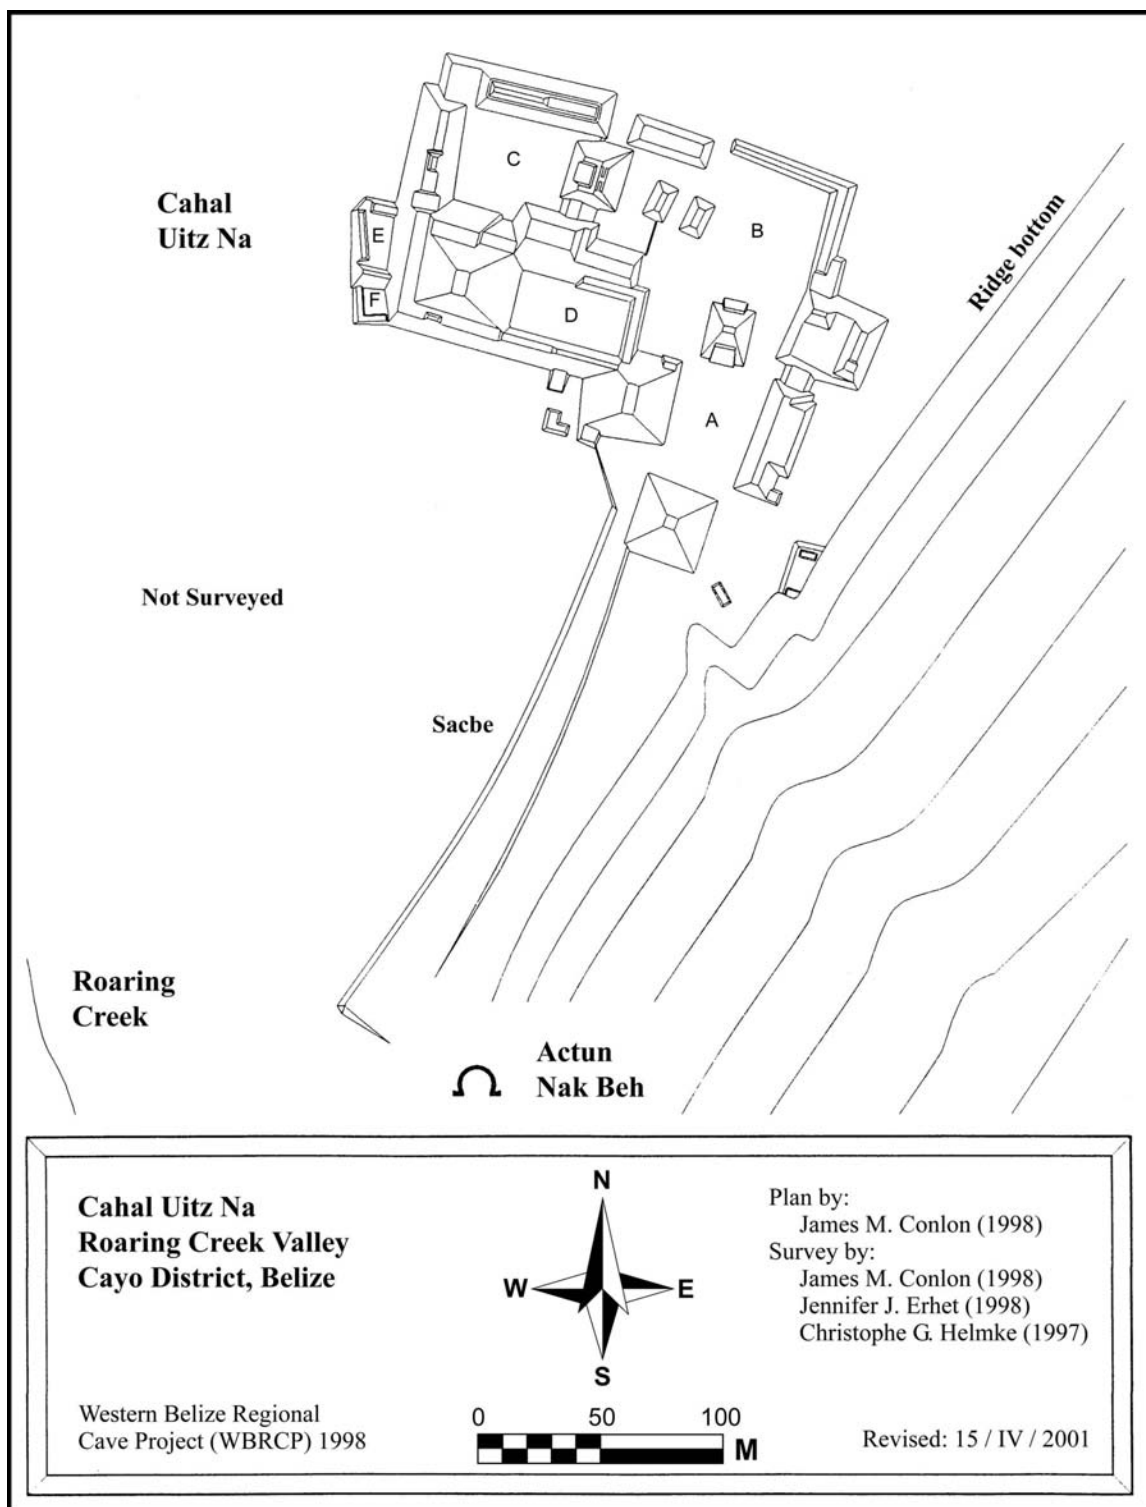 C
Cahal
Uitz Na
B
E
F
D
Ridge bottom
A
Not Surveyed
Sacbe
Roaring
Creek
Actun
Nak Beh
Cahal Uitz Na
Roaring Creek Valley
Cayo District, Belize
Western Belize Regional
Cave Project (WBRCP) 1998
N
W
E
S
0 50 100
M
Plan by:
James M. Conlon (1998)
Survey by:
James M. Conlon (1998)
Jennifer J. Erhet (1998)
Christophe G. Helmke (1997)
Revised: 15 / IV / 2001